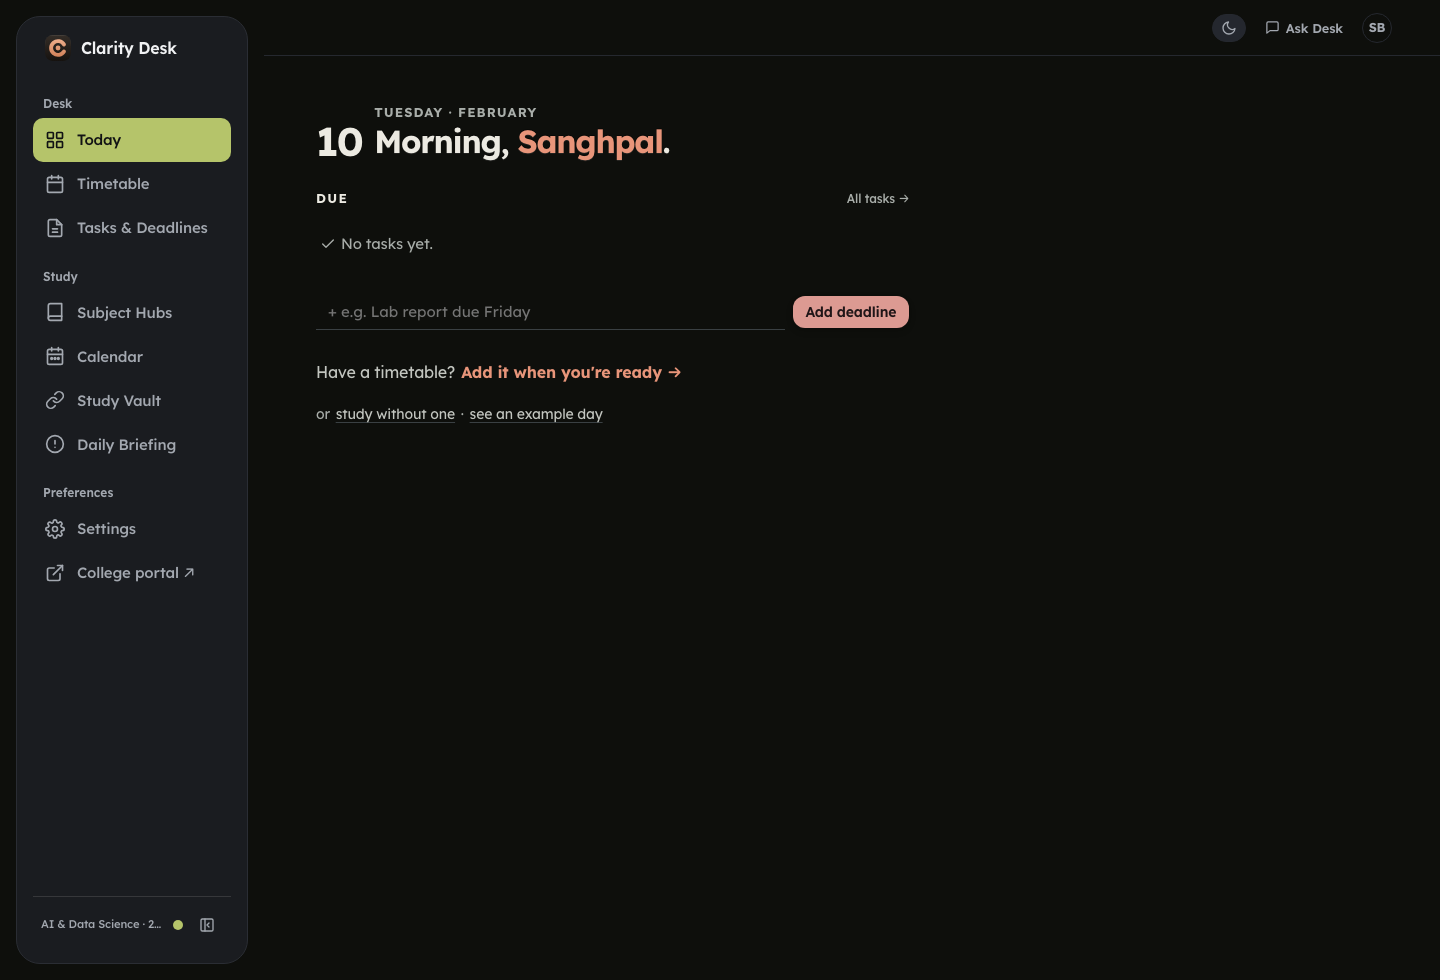 Clarity Desk
Desk
Today
Timetable
Tasks & Deadlines
Study
Subject Hubs
Calendar
Study Vault
Daily Briefing
Preferences
Settings
College portal ↗
AI & Data Science · 2...
Ask Desk
SB
TUESDAY · FEBRUARY
10 Morning, Sanghpal.
DUE
All tasks →
No tasks yet.
+ e.g. Lab report due Friday
Add deadline
Have a timetable? Add it when you're ready →
or study without one · see an example day